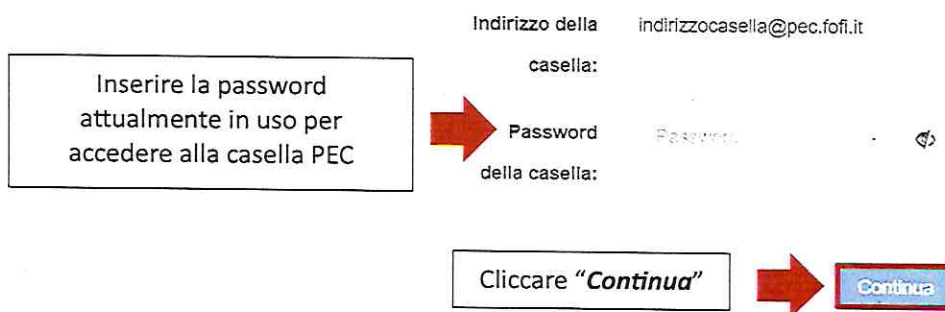 Indirizzo della indirizzocasella@pec.fofi.it
casella:
Inserire la password
attualmente in uso per
accedere alla casella PEC
Password Password
della casella:
Cliccare “Continua”
Continua